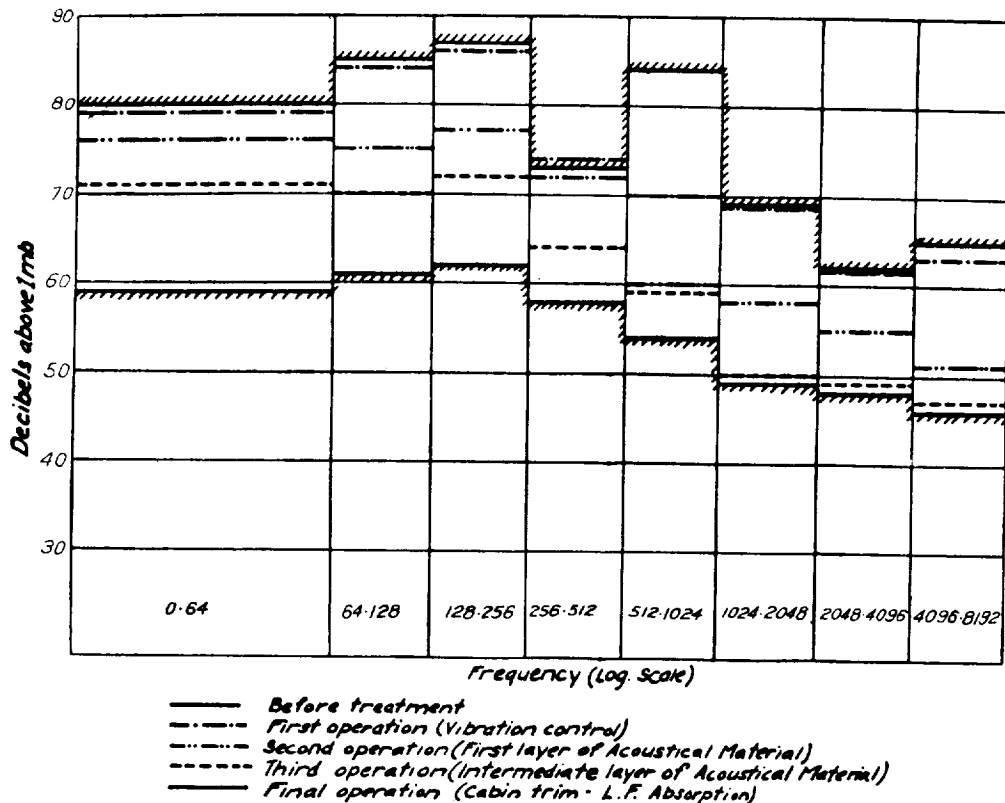 90
80
70
60
50
40
30
Decibels above 1mb
0·64 64·128 128·256 256·512 512·1024 1024·2048 2048·4096 4096·8192
Frequency (Log. Scale)
Before treatment
First operation (Vibration control)
Second operation (First layer of Acoustical Material)
Third operation (Intermediate layer of Acoustical Material)
Final operation (Cabin trim - L.F. Absorption)